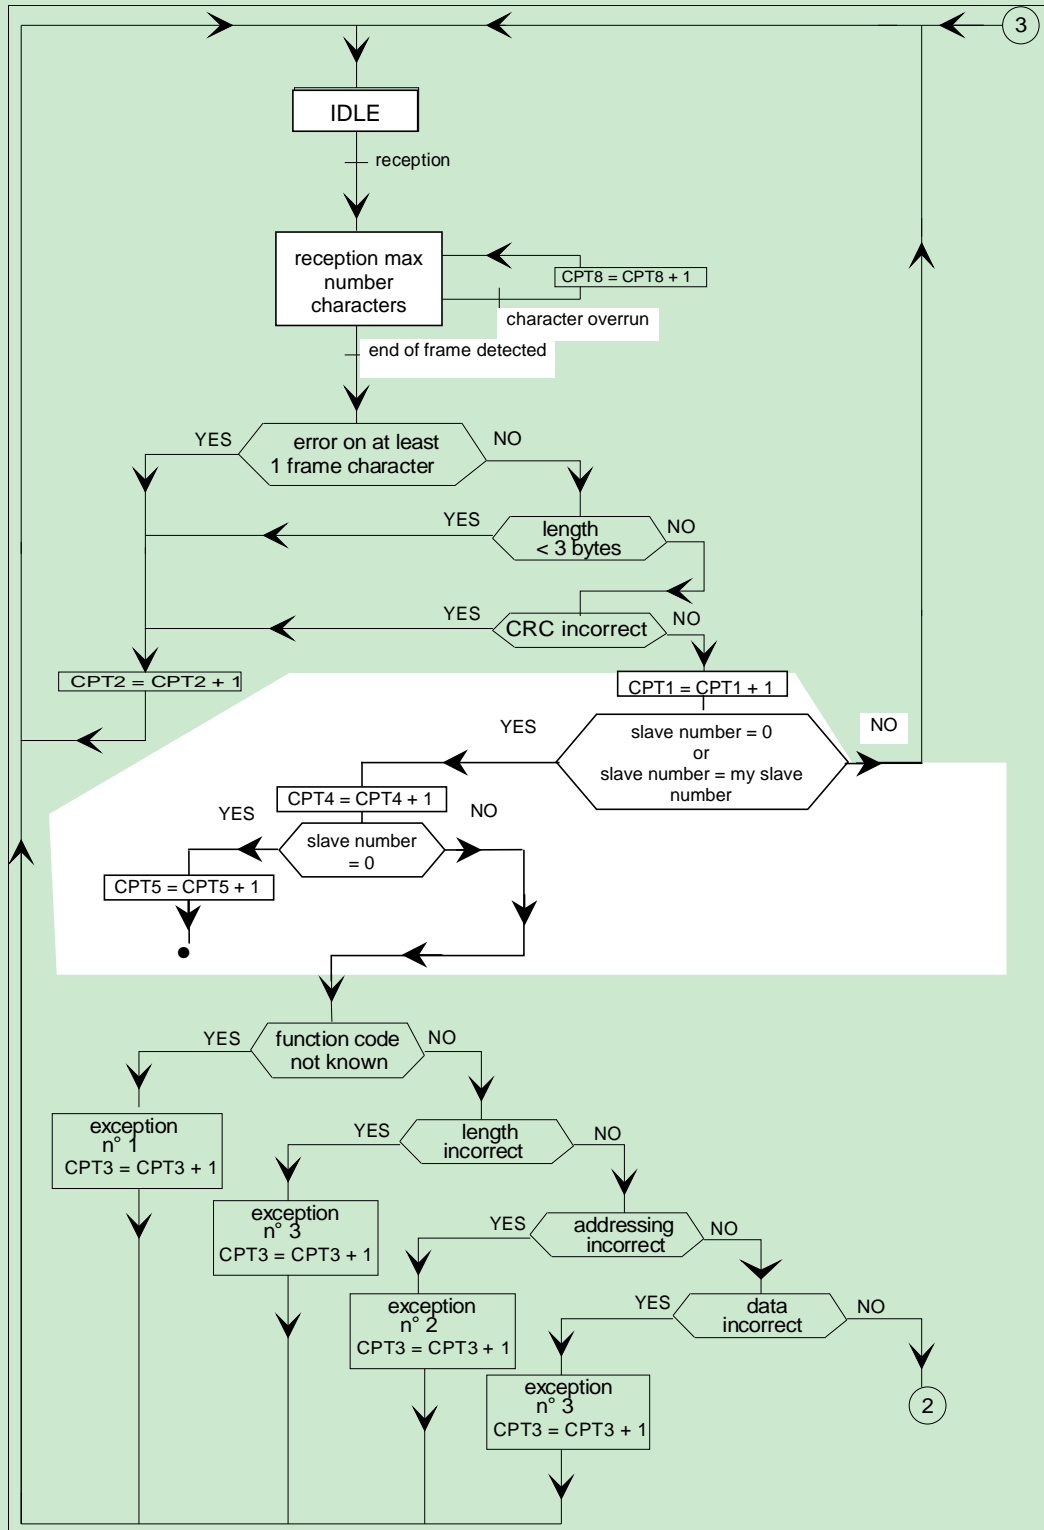 3
IDLE
reception
reception max
number
characters
CPT8 = CPT8 + 1
character overrun
end of frame detected
YES
error on at least
1 frame character
NO
YES
length
< 3 bytes
NO
YES
CRC incorrect
NO
CPT2 = CPT2 + 1
CPT1 = CPT1 + 1
YES
slave number = 0
or
slave number = my slave
number
NO
CPT4 = CPT4 + 1
YES
NO
slave number
= 0
CPT5 = CPT5 + 1
YES
function code
not known
NO
exception
n° 1
CPT3 = CPT3 + 1
YES
length
incorrect
NO
exception
n° 3
CPT3 = CPT3 + 1
YES
addressing
incorrect
NO
exception
n° 2
CPT3 = CPT3 + 1
YES
data
incorrect
NO
exception
n° 3
CPT3 = CPT3 + 1
2